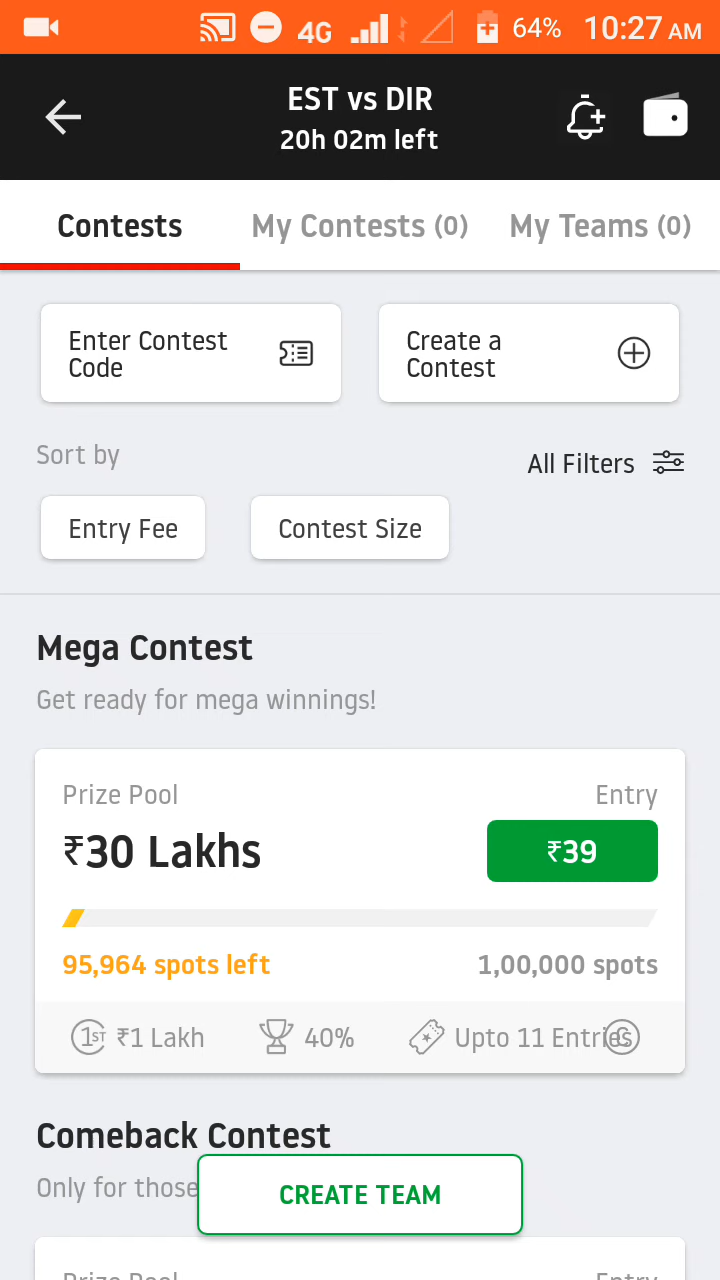 4G 64% 10:27 AM
EST vs DIR
20h 02m left
Contests My Contests (0) My Teams (0)
Enter Contest
Code
Create a
Contest
Sort by
All Filters
Entry Fee Contest Size
Mega Contest
Get ready for mega winnings!
Prize Pool Entry
₹30 Lakhs ₹39
95,964 spots left 1,00,000 spots
1ST ₹1 Lakh 40% Upto 11 Entries C
Comeback Contest
Only for those
CREATE TEAM
Prize Pool Entry